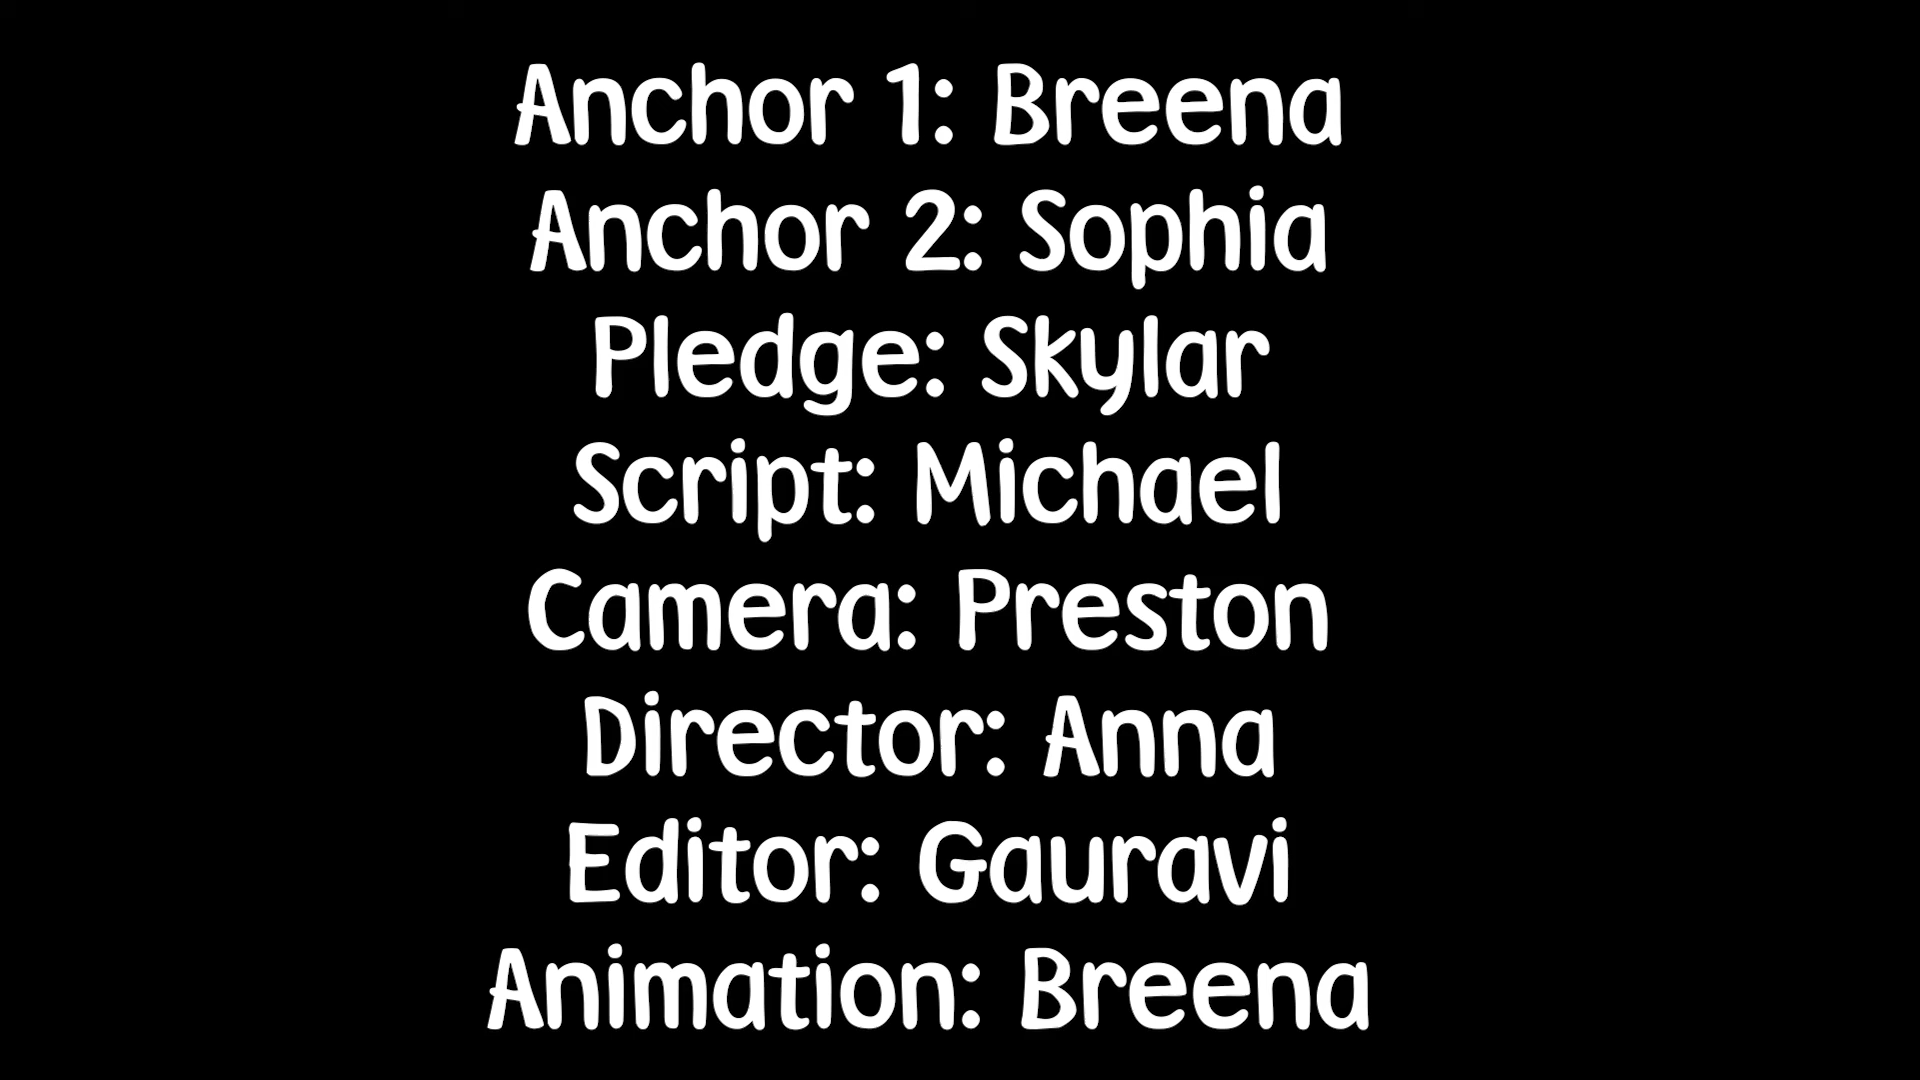 Anchor 1: Breena
Anchor 2: Sophia
Pledge: Skylar
Script: Michael
Camera: Preston
Director: Anna
Editor: Gauravi
Animation: Breena